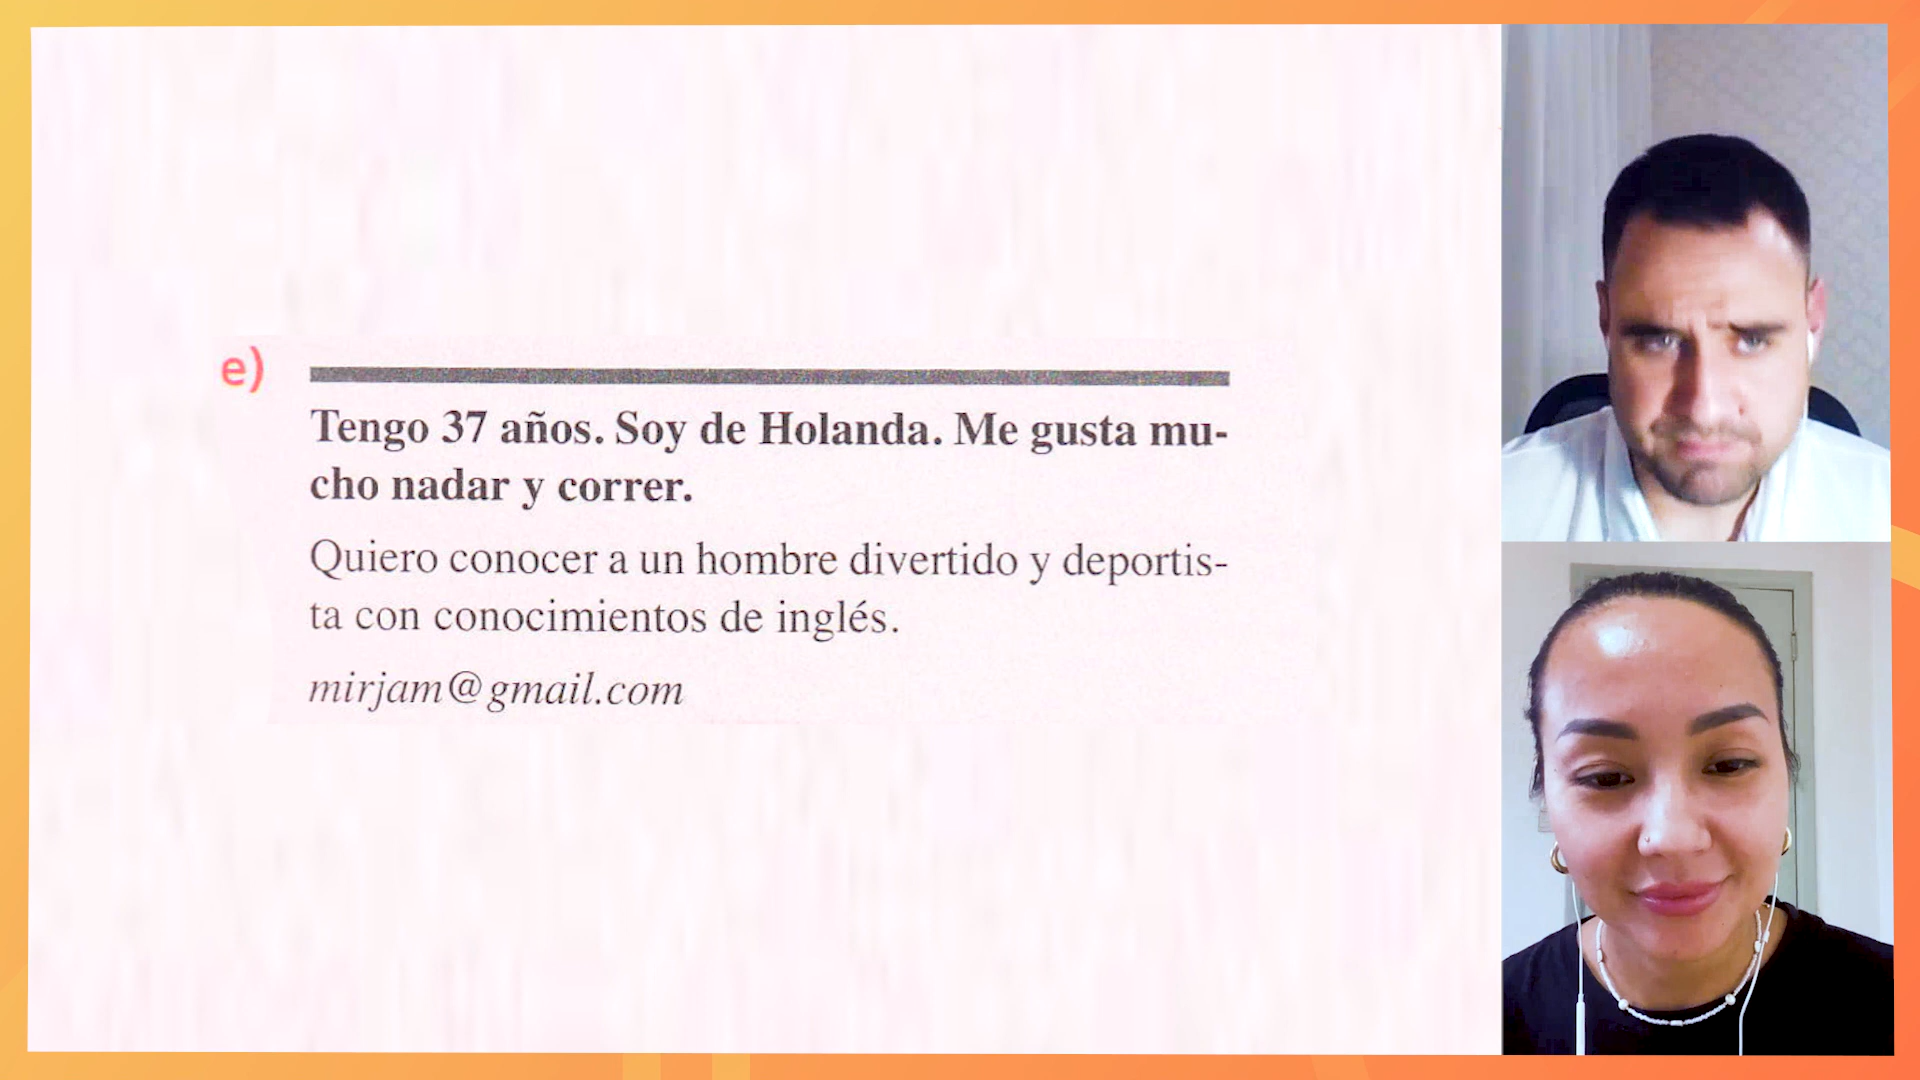 e)
Tengo 37 años. Soy de Holanda. Me gusta mu-
cho nadar y correr.
Quiero conocer a un hombre divertido y deportis-
ta con conocimientos de inglés.
mirjam@gmail.com